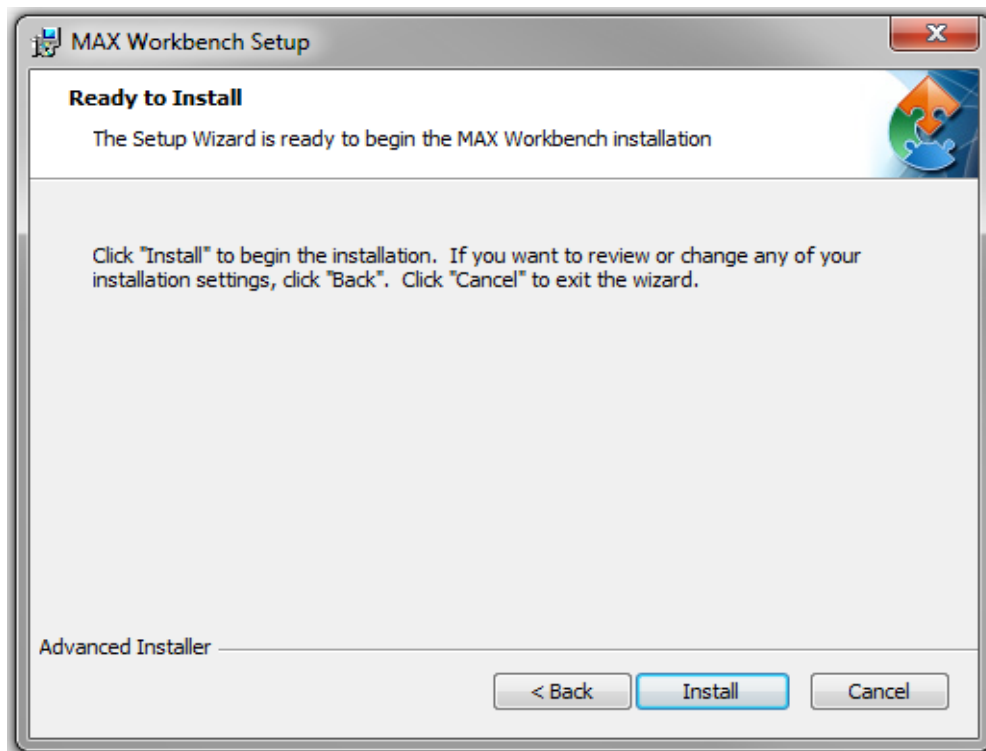 MAX Workbench Setup
Ready to Install
The Setup Wizard is ready to begin the MAX Workbench installation
Click "Install" to begin the installation.  If you want to review or change any of your
installation settings, click "Back".  Click "Cancel" to exit the wizard.
Advanced Installer
< Back
Install
Cancel